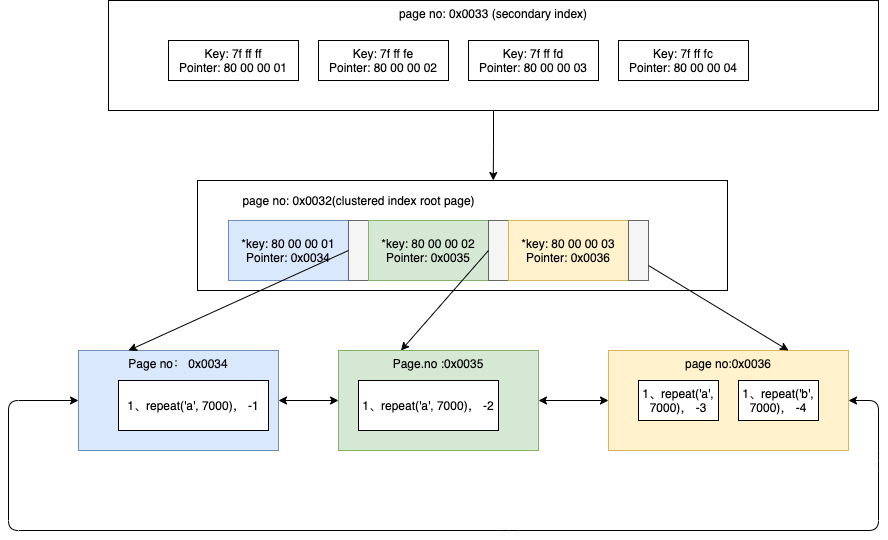 page no: 0x0033 (secondary index)
Key: 7f ff ff
Pointer: 80 00 00 01
Key: 7f ff fe
Pointer: 80 00 00 02
Key: 7f ff fd
Pointer: 80 00 00 03
Key: 7f ff fc
Pointer: 80 00 00 04
page no: 0x0032(clustered index root page)
*key: 80 00 00 01
Pointer: 0x0034
*key: 80 00 00 02
Pointer: 0x0035
*key: 80 00 00 03
Pointer: 0x0036
Page no： 0x0034
1、repeat('a', 7000)， -1
Page.no :0x0035
1、repeat('a', 7000)， -2
page no:0x0036
1、repeat('a',
7000)， -3
1、repeat('b',
7000)， -4